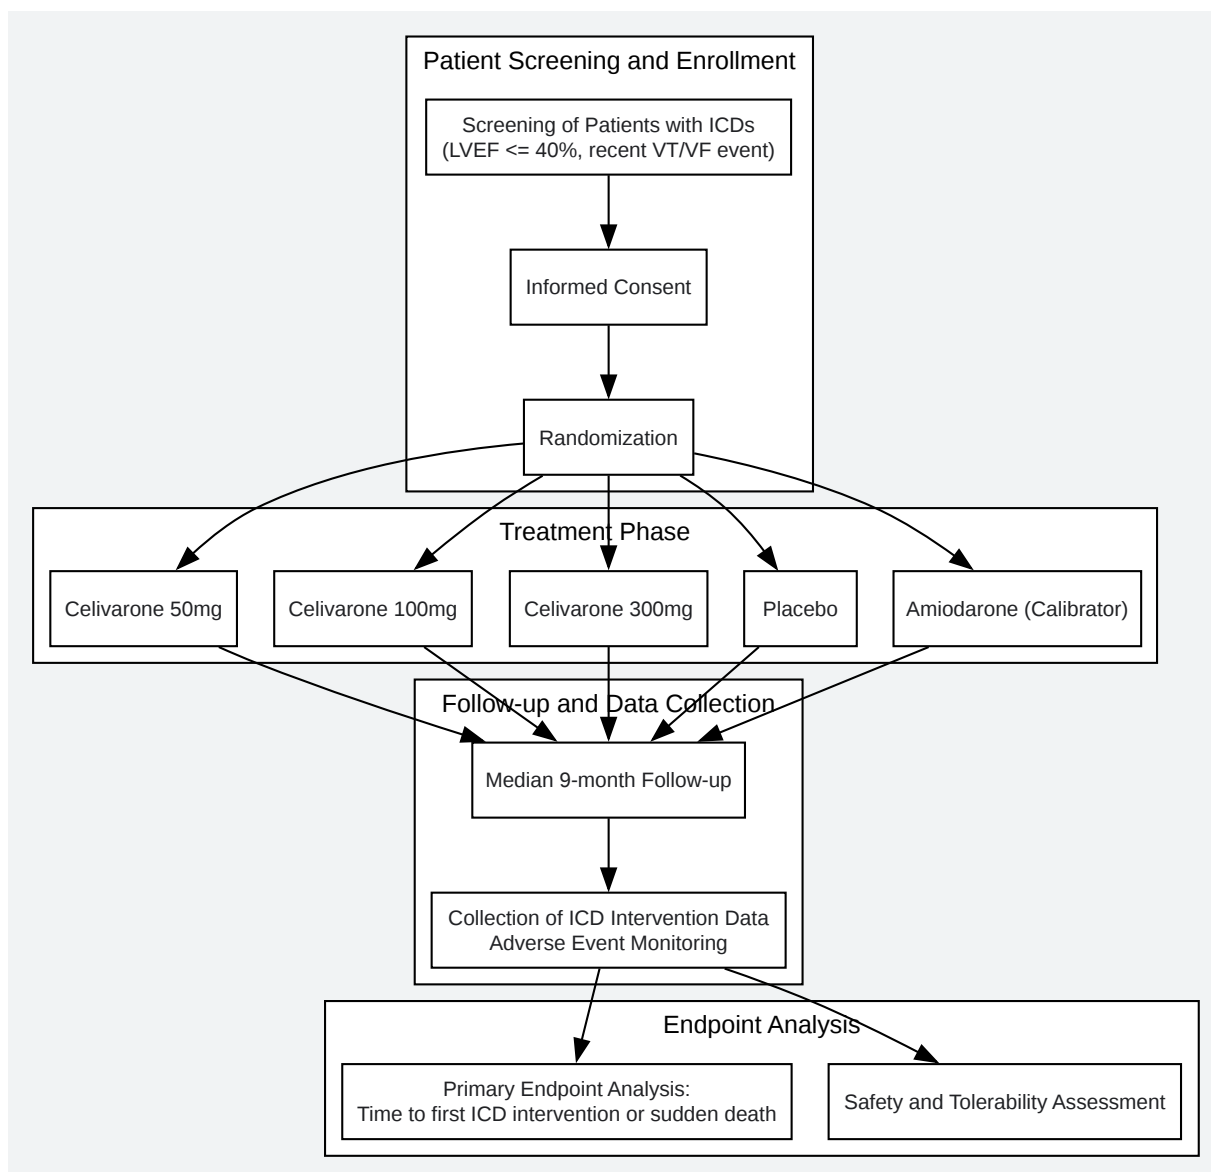 Patient Screening and Enrollment
Screening of Patients with ICDs
(LVEF <= 40%, recent VT/VF event)
Informed Consent
Randomization
Treatment Phase
Celivarone 50mg
Celivarone 100mg
Celivarone 300mg
Placebo
Amiodarone (Calibrator)
Follow-up and Data Collection
Median 9-month Follow-up
Collection of ICD Intervention Data
Adverse Event Monitoring
Endpoint Analysis
Primary Endpoint Analysis:
Time to first ICD intervention or sudden death
Safety and Tolerability Assessment